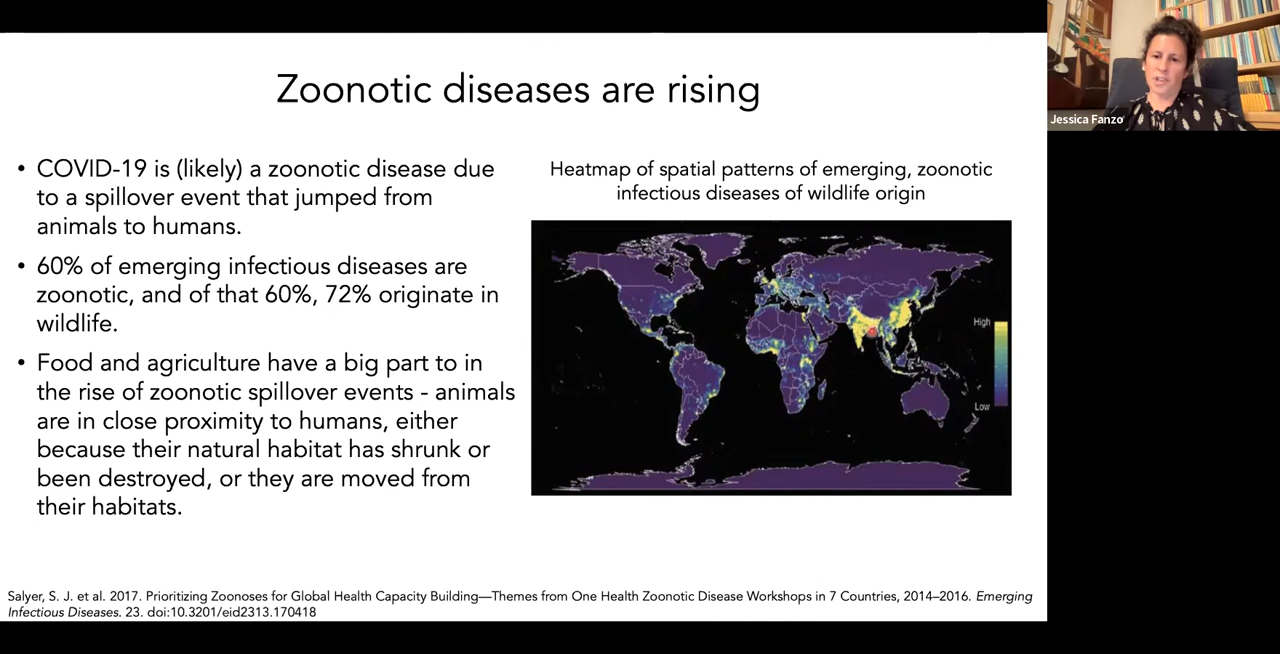 Zoonotic diseases are rising
• COVID-19 is (likely) a zoonotic disease due
to a spillover event that jumped from
animals to humans.
• 60% of emerging infectious diseases are
zoonotic, and of that 60%, 72% originate in
wildlife.
• Food and agriculture have a big part to in
the rise of zoonotic spillover events - animals
are in close proximity to humans, either
because their natural habitat has shrunk or
been destroyed, or they are moved from
their habitats.
Heatmap of spatial patterns of emerging, zoonotic
infectious diseases of wildlife origin
High
Low
Salyer, S. J. et al. 2017. Prioritizing Zoonoses for Global Health Capacity Building—Themes from One Health Zoonotic Disease Workshops in 7 Countries, 2014–2016. Emerging
Infectious Diseases. 23. doi:10.3201/eid2313.170418
Jessica Fanzo